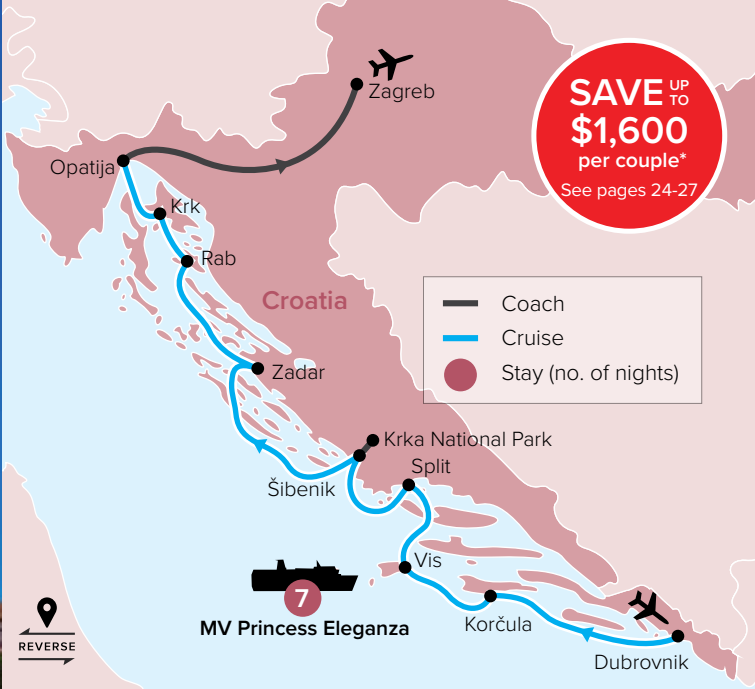 Zagreb
SAVE UP TO
$1,600
per couple*
See pages 24-27
Opatija
Krk
Rab
Croatia
Coach
Cruise
Stay (no. of nights)
Zadar
Krka National Park
Split
Šibenik
Vis
7
MV Princess Eleganza
Korčula
Dubrovnik
REVERSE